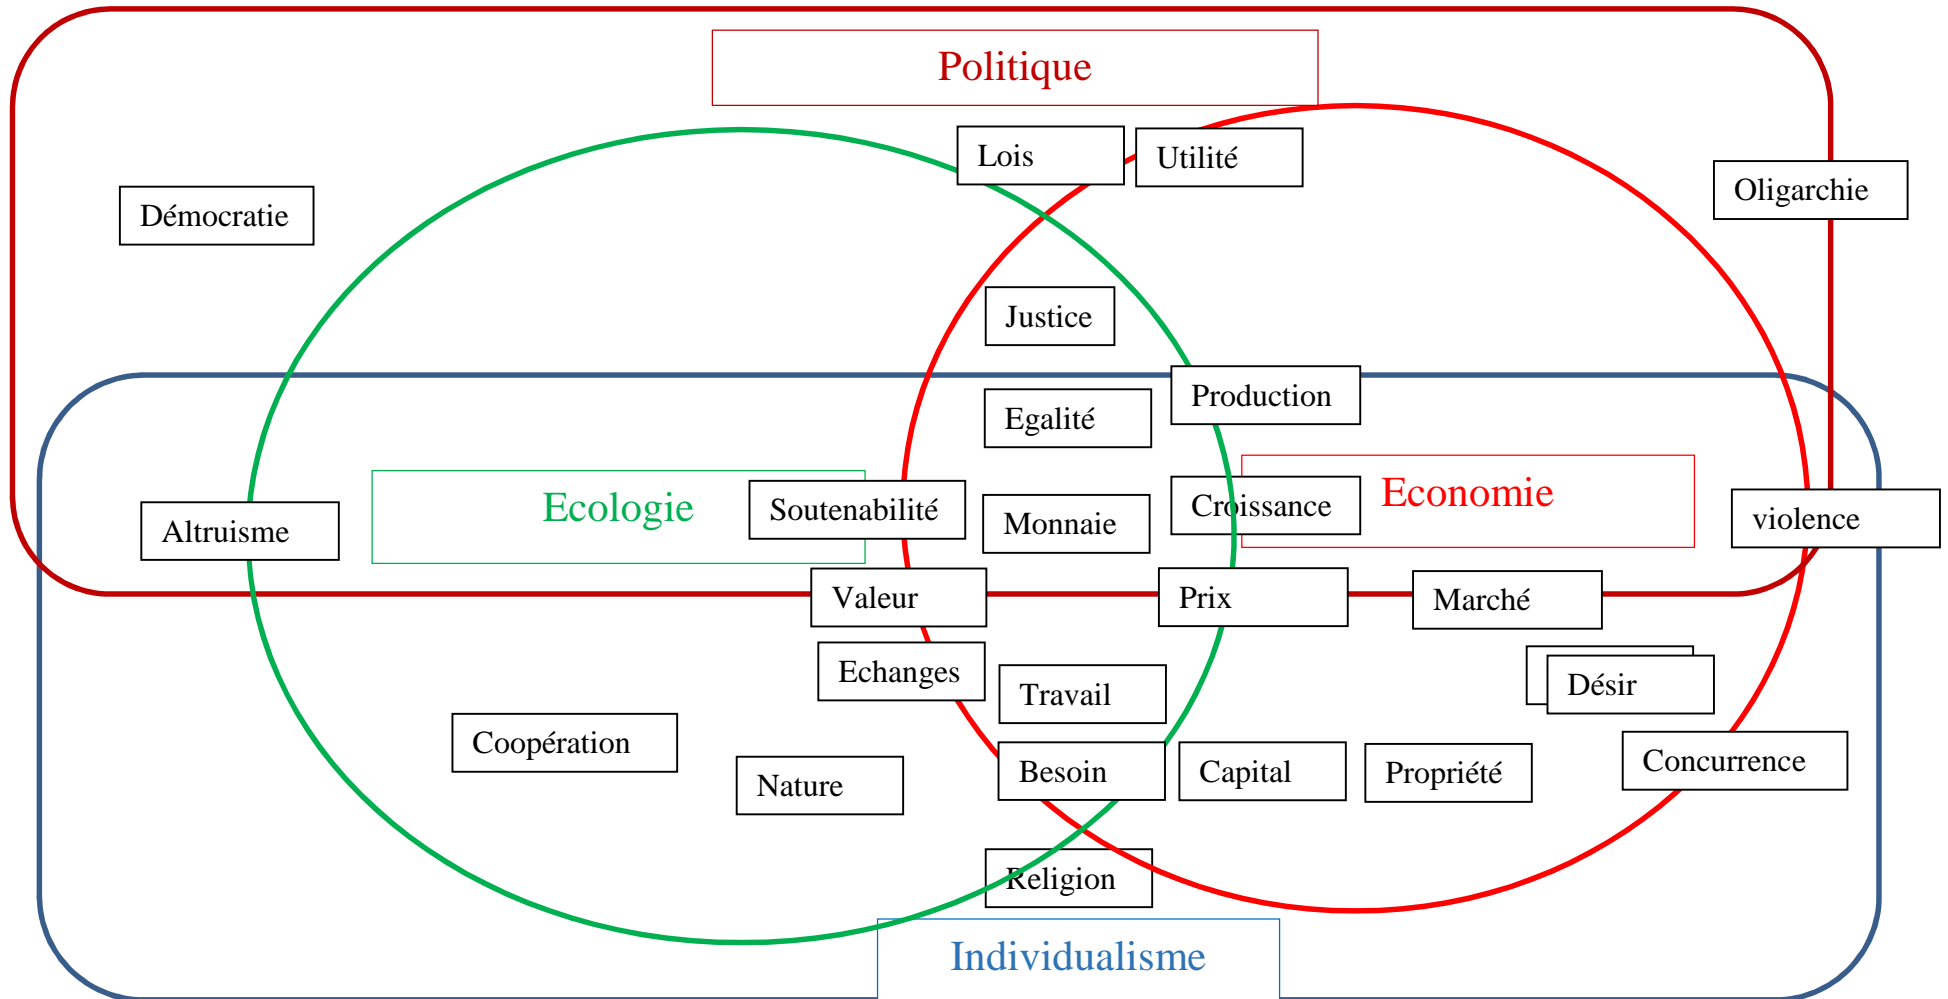 Politique
Lois
Utilité
Oligarchie
Démocratie
Justice
Production
Egalité
Ecologie
Soutenabilité
Monnaie
Croissance
Economie
violence
Altruisme
Valeur
Prix
Marché
Echanges
Travail
Désir
Coopération
Nature
Besoin
Capital
Propriété
Concurrence
Religion
Individualisme